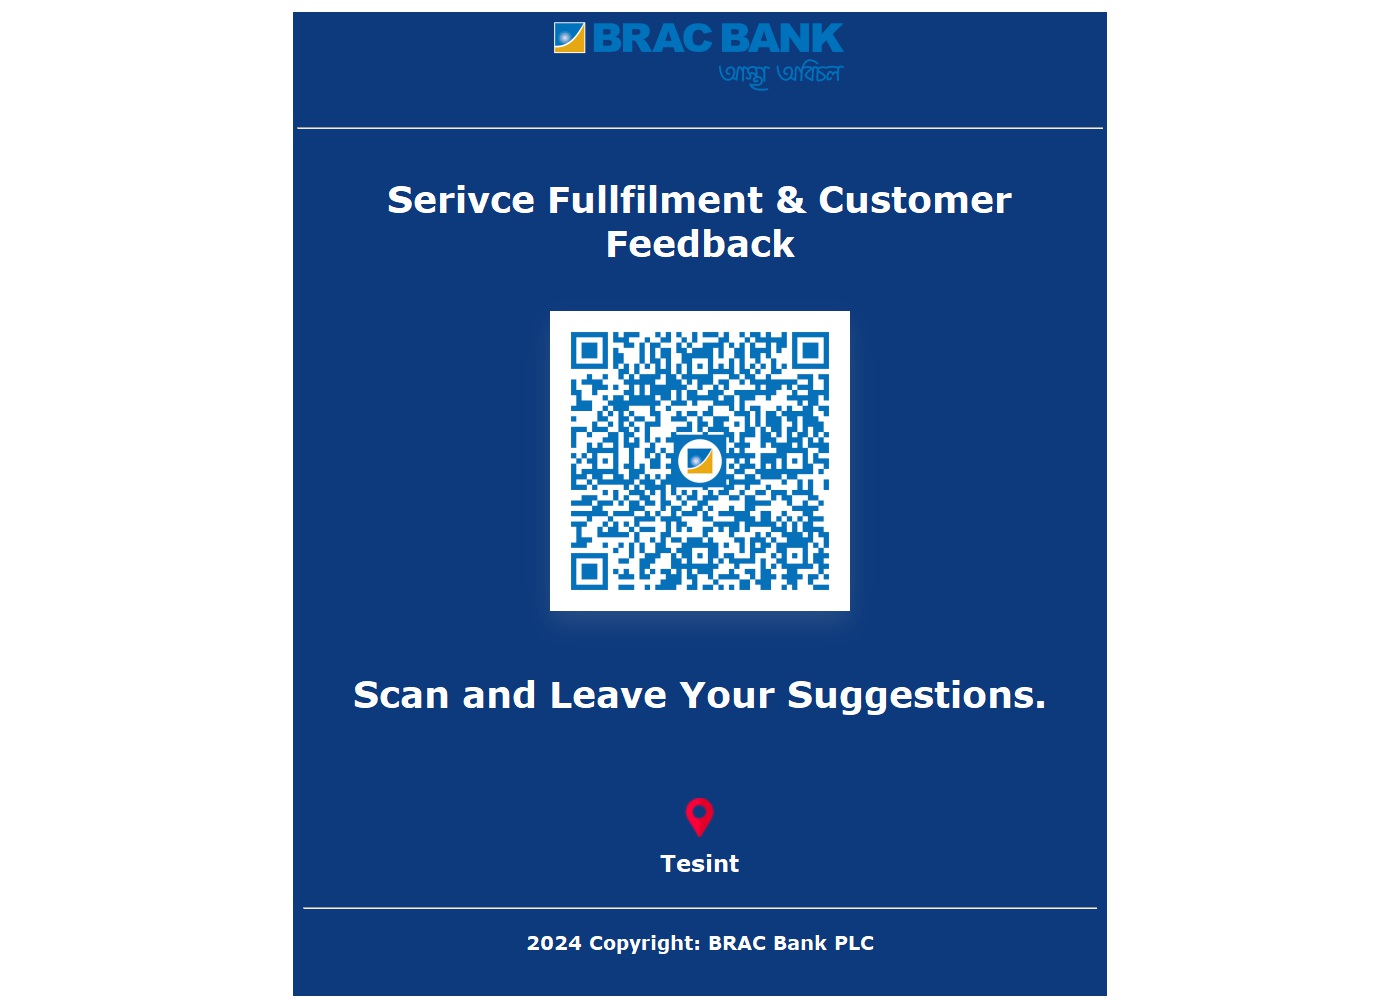 BRAC BANK
আস্থা অবিচল
Serivce Fullfilment & Customer
Feedback
Scan and Leave Your Suggestions.
Tesint
2024 Copyright: BRAC Bank PLC